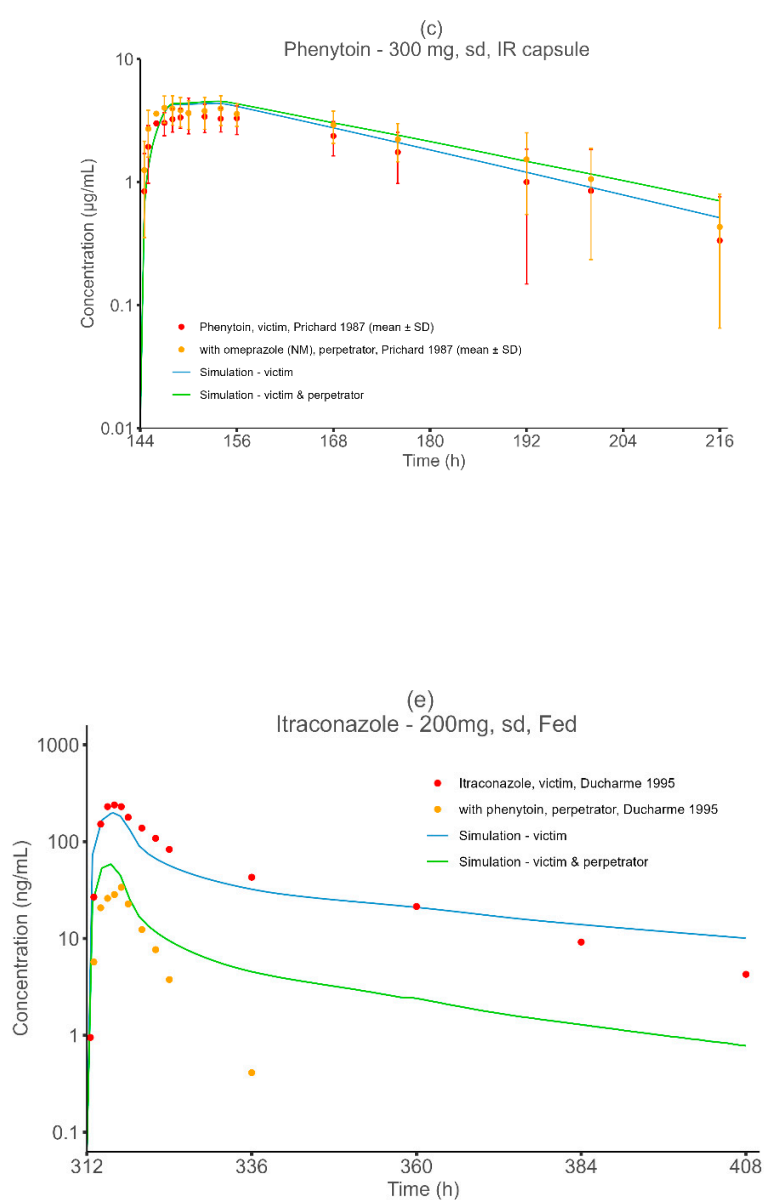 (c)
Phenytoin - 300 mg, sd, IR capsule
Concentration (µg/mL)
10
1
0.1
0.01
Phenytoin, victim, Prichard 1987 (mean ± SD)
with omeprazole (NM), perpetrator, Prichard 1987 (mean ± SD)
Simulation - victim
Simulation - victim & perpetrator
144 156 168 180 192 204 216
Time (h)
(e)
Itraconazole - 200mg, sd, Fed
Concentration (ng/mL)
1000
100
10
1
0.1
Itraconazole, victim, Ducharme 1995
with phenytoin, perpetrator, Ducharme 1995
Simulation - victim
Simulation - victim & perpetrator
312 336 360 384 408
Time (h)